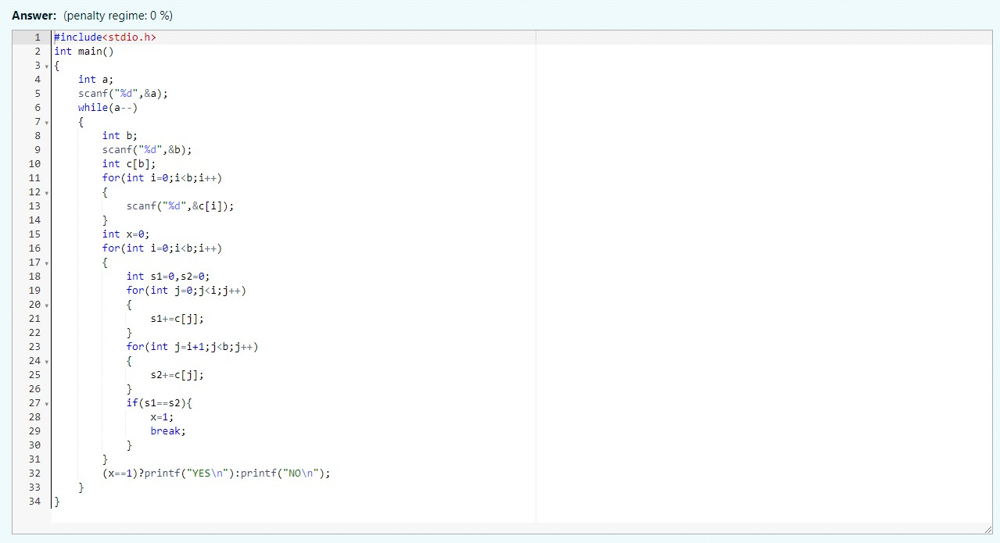 Answer: (penalty regime: 0 %)
1 #include<stdio.h>
2 int main()
3 {
4 int a;
5 scanf("%d",&a);
6 while(a--)
7 {
8 int b;
9 scanf("%d",&b);
10 int c[b];
11 for(int i=0;i<b;i++)
12 {
13 scanf("%d",&c[i]);
14 }
15 int x=0;
16 for(int i=0;i<b;i++)
17 {
18 int s1=0,s2=0;
19 for(int j=0;j<i;j++)
20 {
21 s1+=c[j];
22 }
23 for(int j=i+1;j<b;j++)
24 {
25 s2+=c[j];
26 }
27 if(s1==s2){
28 x=1;
29 break;
30 }
31 }
32 (x==1)?printf("YES\n"):printf("NO\n");
33 }
34 }